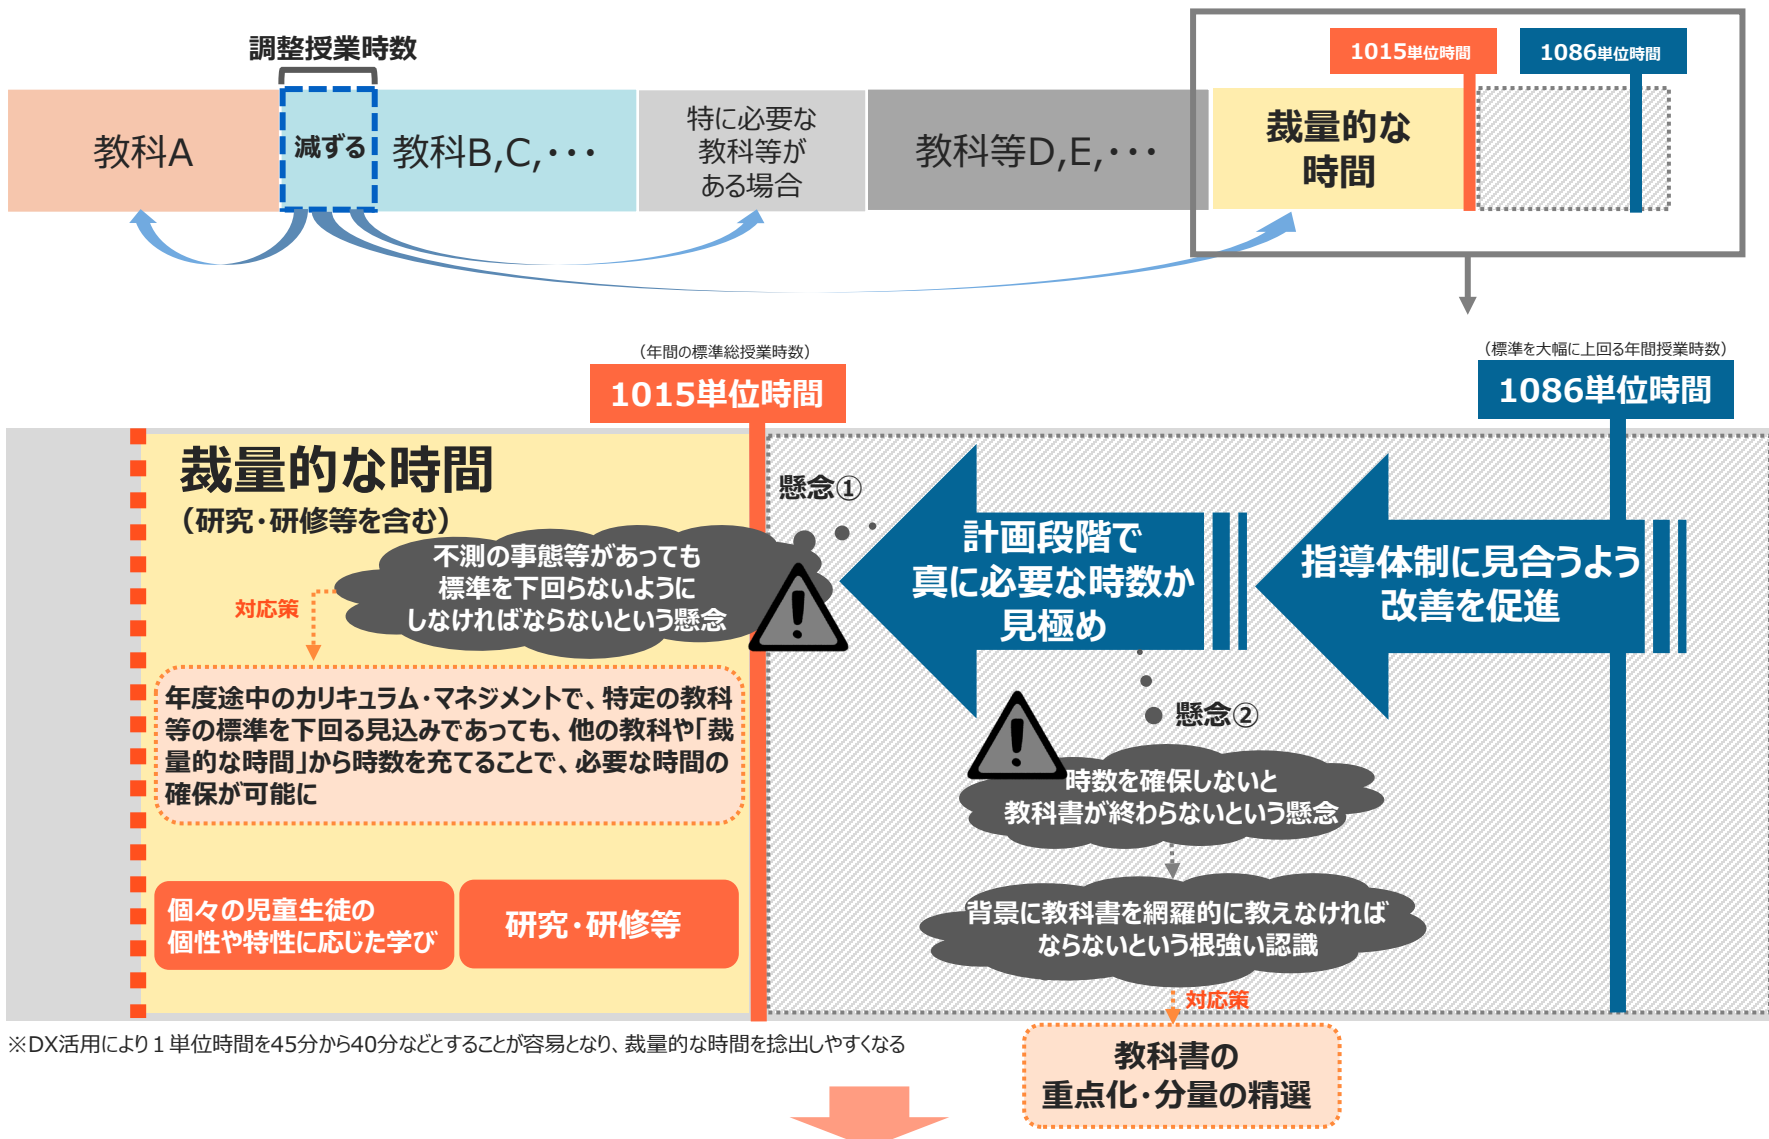 調整授業時数
1015単位時間
1086単位時間
教科A
減ずる
教科B,C,・・・
特に必要な
教科等が
ある場合
教科等D,E,・・・
裁量的な
時間
（年間の標準総授業時数）
1015単位時間
（標準を大幅に上回る年間授業時数）
1086単位時間
裁量的な時間
（研究・研修等を含む）
懸念①
不測の事態等があっても
標準を下回らないように
しなければならないという懸念
対応策
年度途中のカリキュラム・マネジメントで、特定の教科
等の標準を下回る見込みであっても、他の教科や「裁
量的な時間」から時数を充てることで、必要な時間の
確保が可能に
個々の児童生徒の
個性や特性に応じた学び
研究・研修等
計画段階で
真に必要な時数か
見極め
指導体制に見合うよう
改善を促進
懸念②
時数を確保しないと
教科書が終わらないという懸念
背景に教科書を網羅的に教えなければ
ならないという根強い認識
対応策
教科書の
重点化・分量の精選
※DX活用により１単位時間を45分から40分などとすることが容易となり、裁量的な時間を捻出しやすくなる